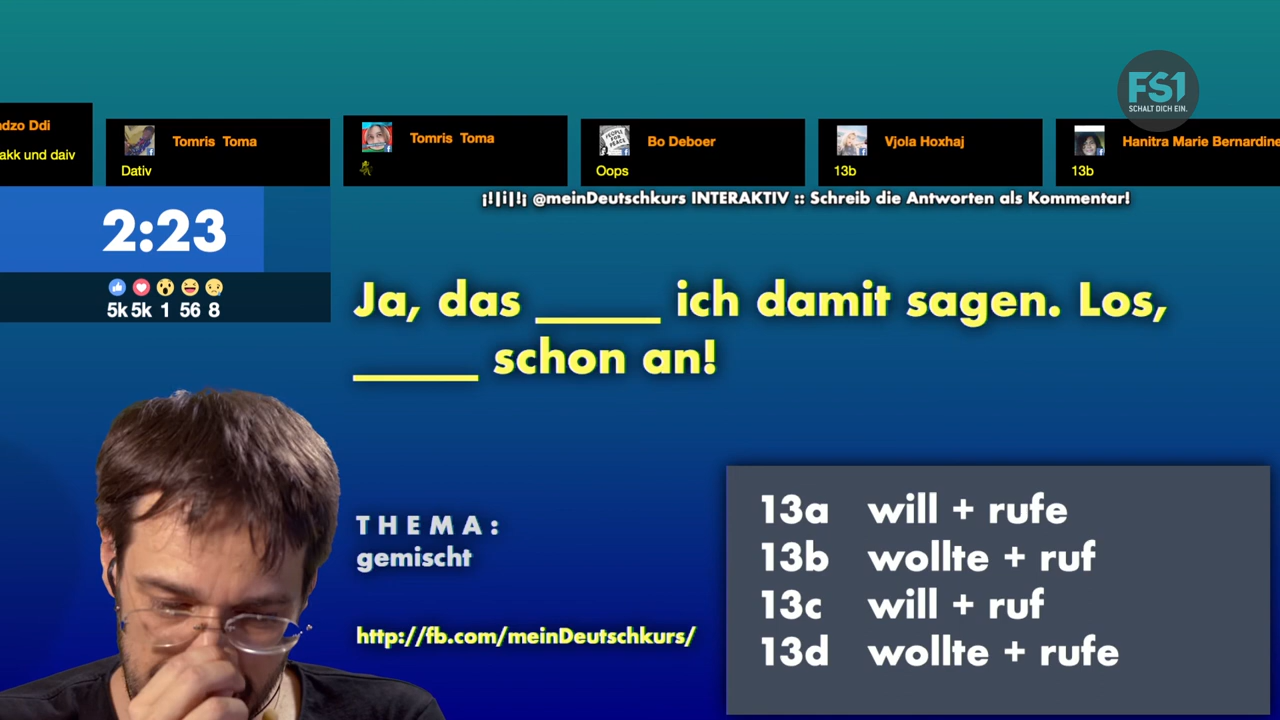 FS1
SCHALT DICH EIN.
ndzo Ddi
akk und daiv
Tomris Toma
Dativ
Tomris Toma
Bo Deboer
Oops
Vjola Hoxhaj
13b
Hanitra Marie Bernardine
13b
¡!|i|!¡ @meinDeutschkurs INTERAKTIV :: Schreib die Antworten als Kommentar!
2:23
5k 5k 1 56 8
Ja, das _____ ich damit sagen. Los,
_____ schon an!
THEMA:
gemischt
http://fb.com/meinDeutschkurs/
13a will + rufe
13b wollte + ruf
13c will + ruf
13d wollte + rufe